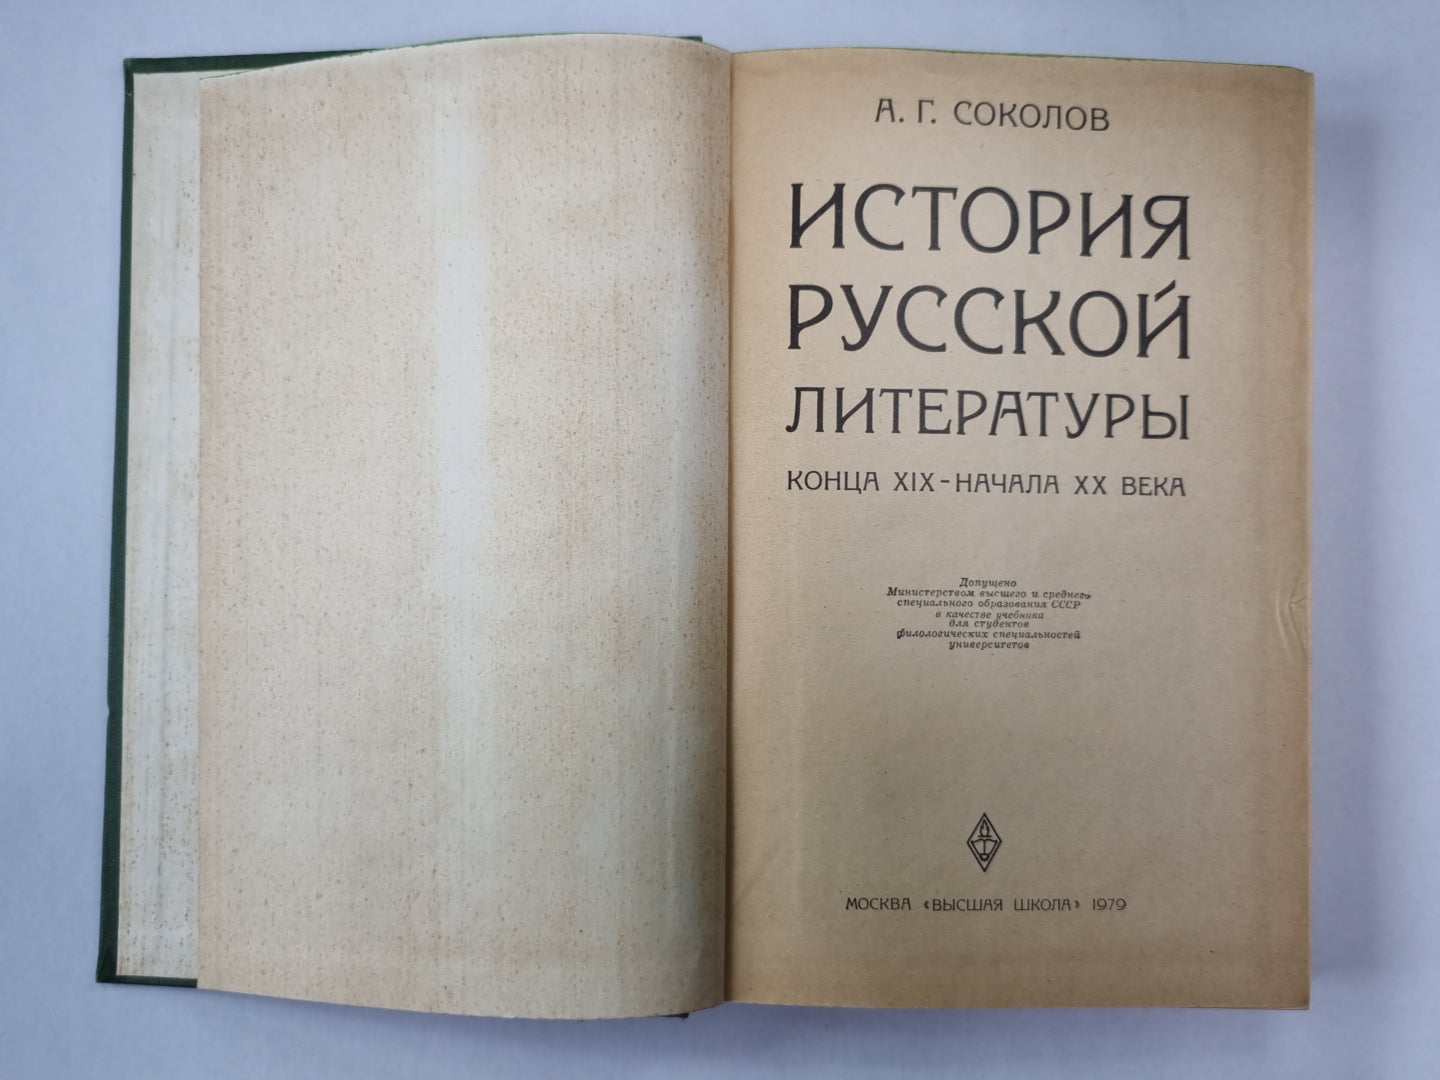 А. Г. СОКОЛОВ
ИСТОРИЯ
РУССКОЙ
ЛИТЕРАТУРЫ
КОНЦА XIX - НАЧАЛА XX ВЕКА
Допущено
Министерством высшего и среднего
специального образования СССР
в качестве учебника
для студентов
филологических специальностей
университетов
МОСКВА «ВЫСШАЯ ШКОЛА» 1979